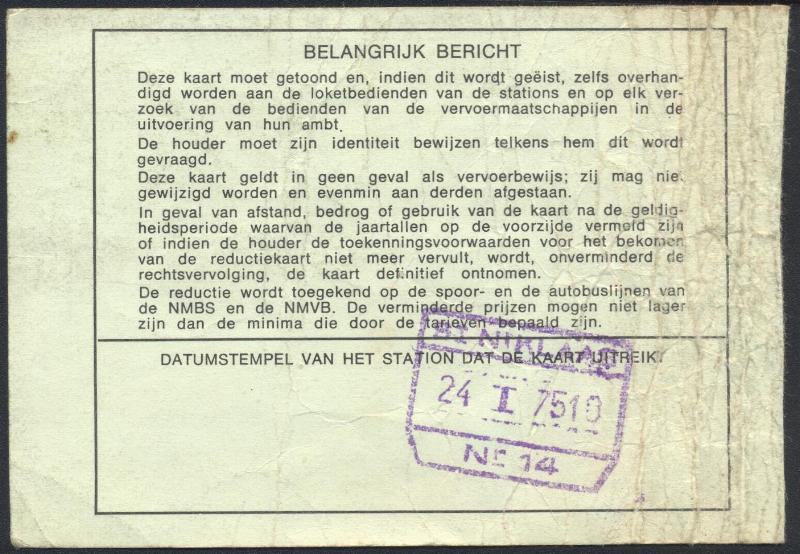 BELANGRIJK BERICHT
Deze kaart moet getoond en, indien dit wordt geëist, zelfs overhan-
digd worden aan de loketbedienden van de stations en op elk ver-
zoek van de bedienden van de vervoermaatschappijen in de
uitvoering van hun ambt.
De houder moet zijn identiteit bewijzen telkens hem dit wordt
gevraagd.
Deze kaart geldt in geen geval als vervoerbewijs; zij mag niet
gewijzigd worden en evenmin aan derden afgestaan.
In geval van afstand, bedrog of gebruik van de kaart na de geldig-
heidsperiode waarvan de jaartallen op de voorzijde vermeld zijn
of indien de houder de toekenningsvoorwaarden voor het bekomen
van de reductiekaart niet meer vervult, wordt, onverminderd de
rechtsvervolging, de kaart definitief ontnomen.
De reductie wordt toegekend op de spoor- en de autobuslijnen van
de NMBS en de NMVB. De verminderde prijzen mogen niet lager
zijn dan de minima die door de tarieven bepaald zijn.
DATUMSTEMPEL VAN HET STATION DAT DE KAART UITREIKT
ST NIKLAAS
24 I 7518
Nr 14